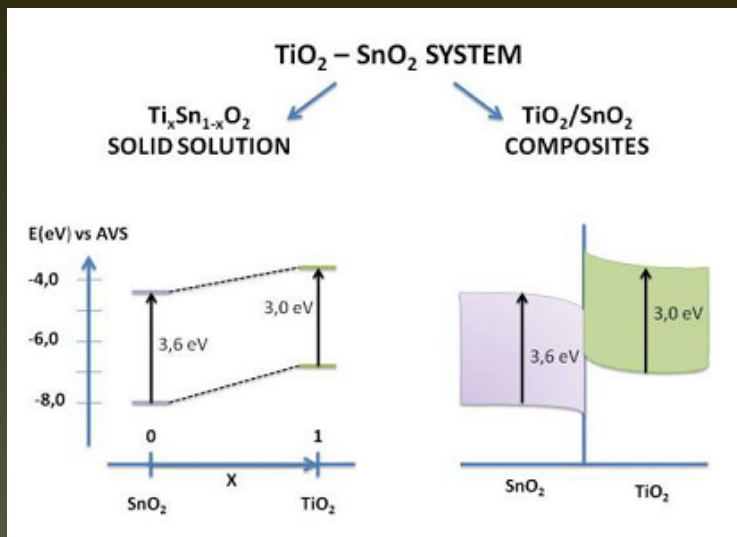 TiO₂ – SnO₂ SYSTEM
TiₓSn₁₋ₓO₂
SOLID SOLUTION
TiO₂/SnO₂
COMPOSITES
E(eV) vs AVS
-4,0
-6,0
-8,0
3,6 eV
3,0 eV
0
1
X
SnO₂
TiO₂
3,6 eV
3,0 eV
SnO₂
TiO₂